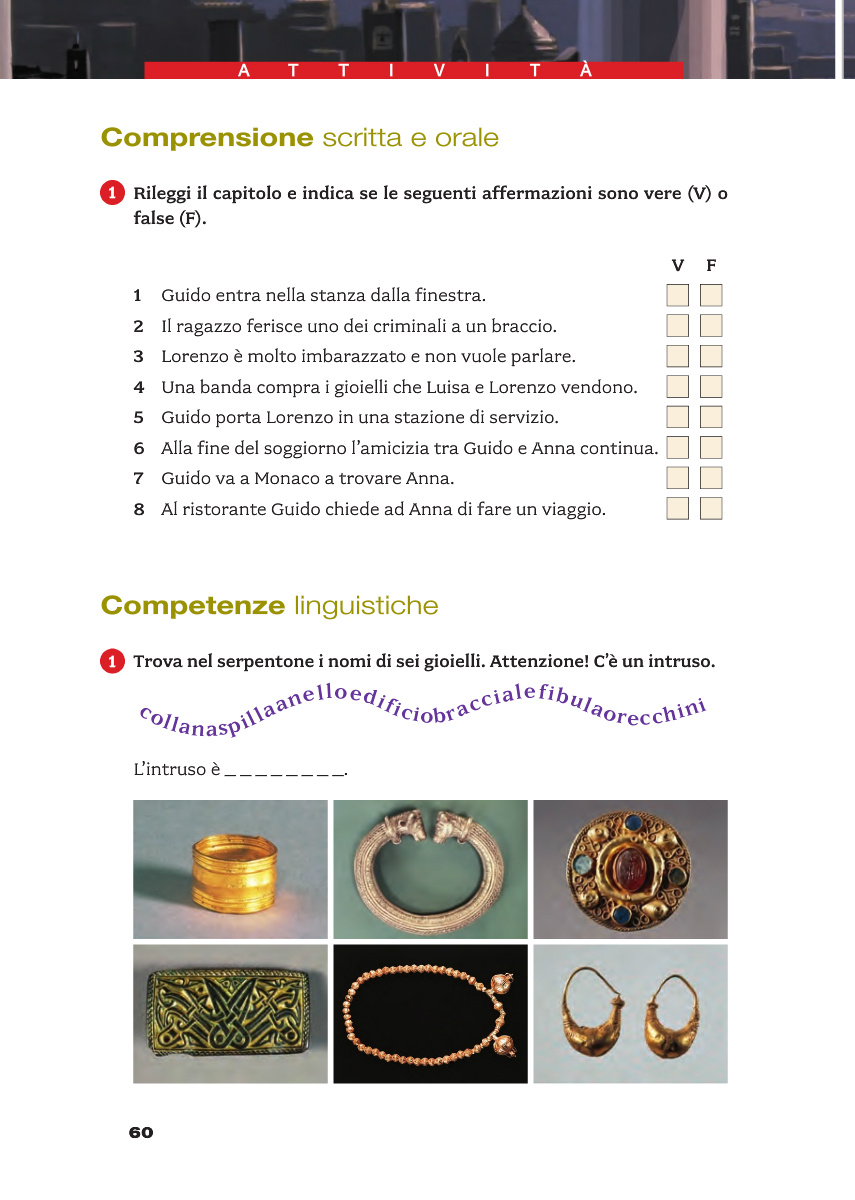 ATTIVITÀ
Comprensione scritta e orale
1 Rileggi il capitolo e indica se le seguenti affermazioni sono vere (V) o
false (F).
V F
1 Guido entra nella stanza dalla finestra.
2 Il ragazzo ferisce uno dei criminali a un braccio.
3 Lorenzo è molto imbarazzato e non vuole parlare.
4 Una banda compra i gioielli che Luisa e Lorenzo vendono.
5 Guido porta Lorenzo in una stazione di servizio.
6 Alla fine del soggiorno l'amicizia tra Guido e Anna continua.
7 Guido va a Monaco a trovare Anna.
8 Al ristorante Guido chiede ad Anna di fare un viaggio.
Competenze linguistiche
1 Trova nel serpentone i nomi di sei gioielli. Attenzione! C'è un intruso.
collanaspillaanelloedificiobraccialefibulaorecchini
L'intruso è _ _ _ _ _ _ _ _.
60